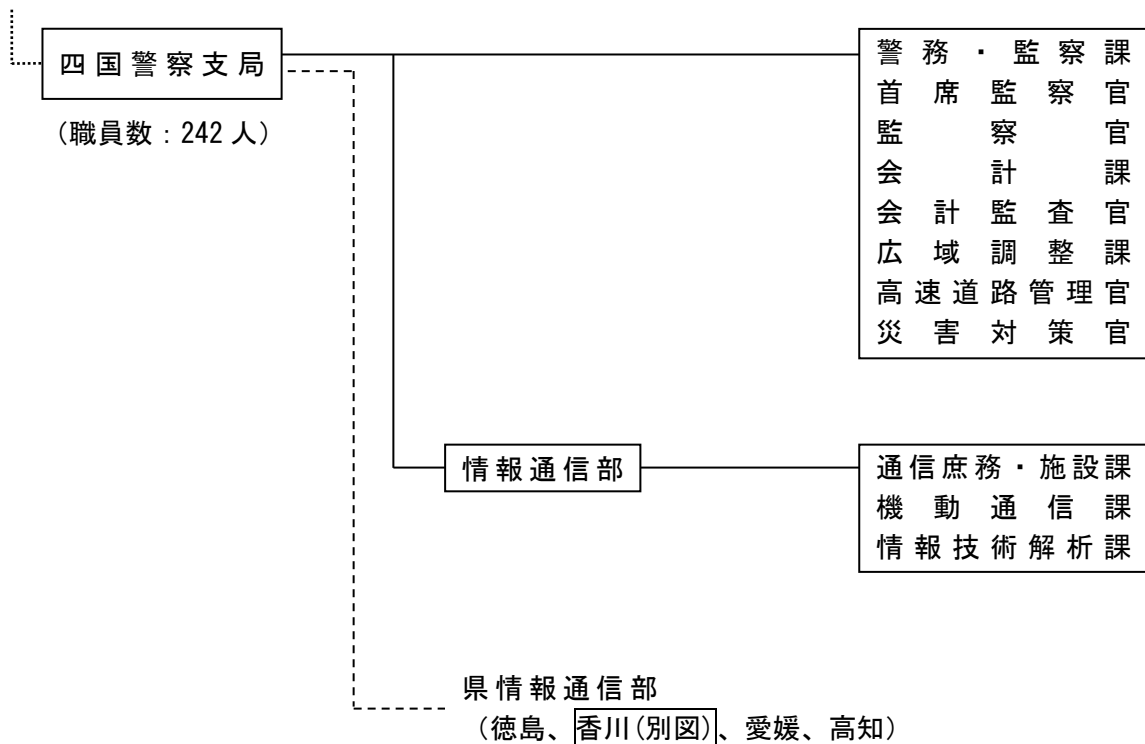 四国警察支局
（職員数：242人）
警務・監察課
首席監察官
監察官
会計課
会計監査官
広域調整課
高速道路管理官
災害対策官
情報通信部
通信庶務・施設課
機動通信課
情報技術解析課
県情報通信部
（徳島、香川(別図)、愛媛、高知）